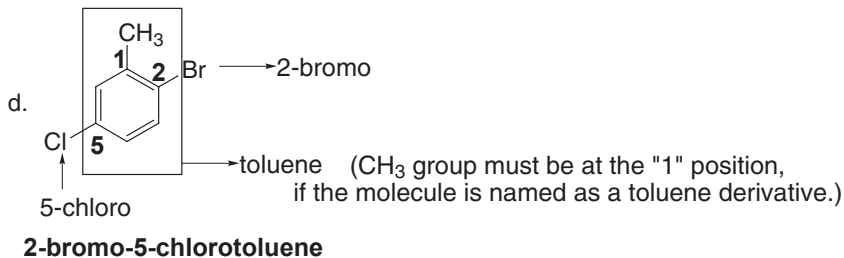 CH3
1
2
Br
2-bromo
d.
Cl
5
toluene (CH3 group must be at the "1" position,
if the molecule is named as a toluene derivative.)
5-chloro
2-bromo-5-chlorotoluene